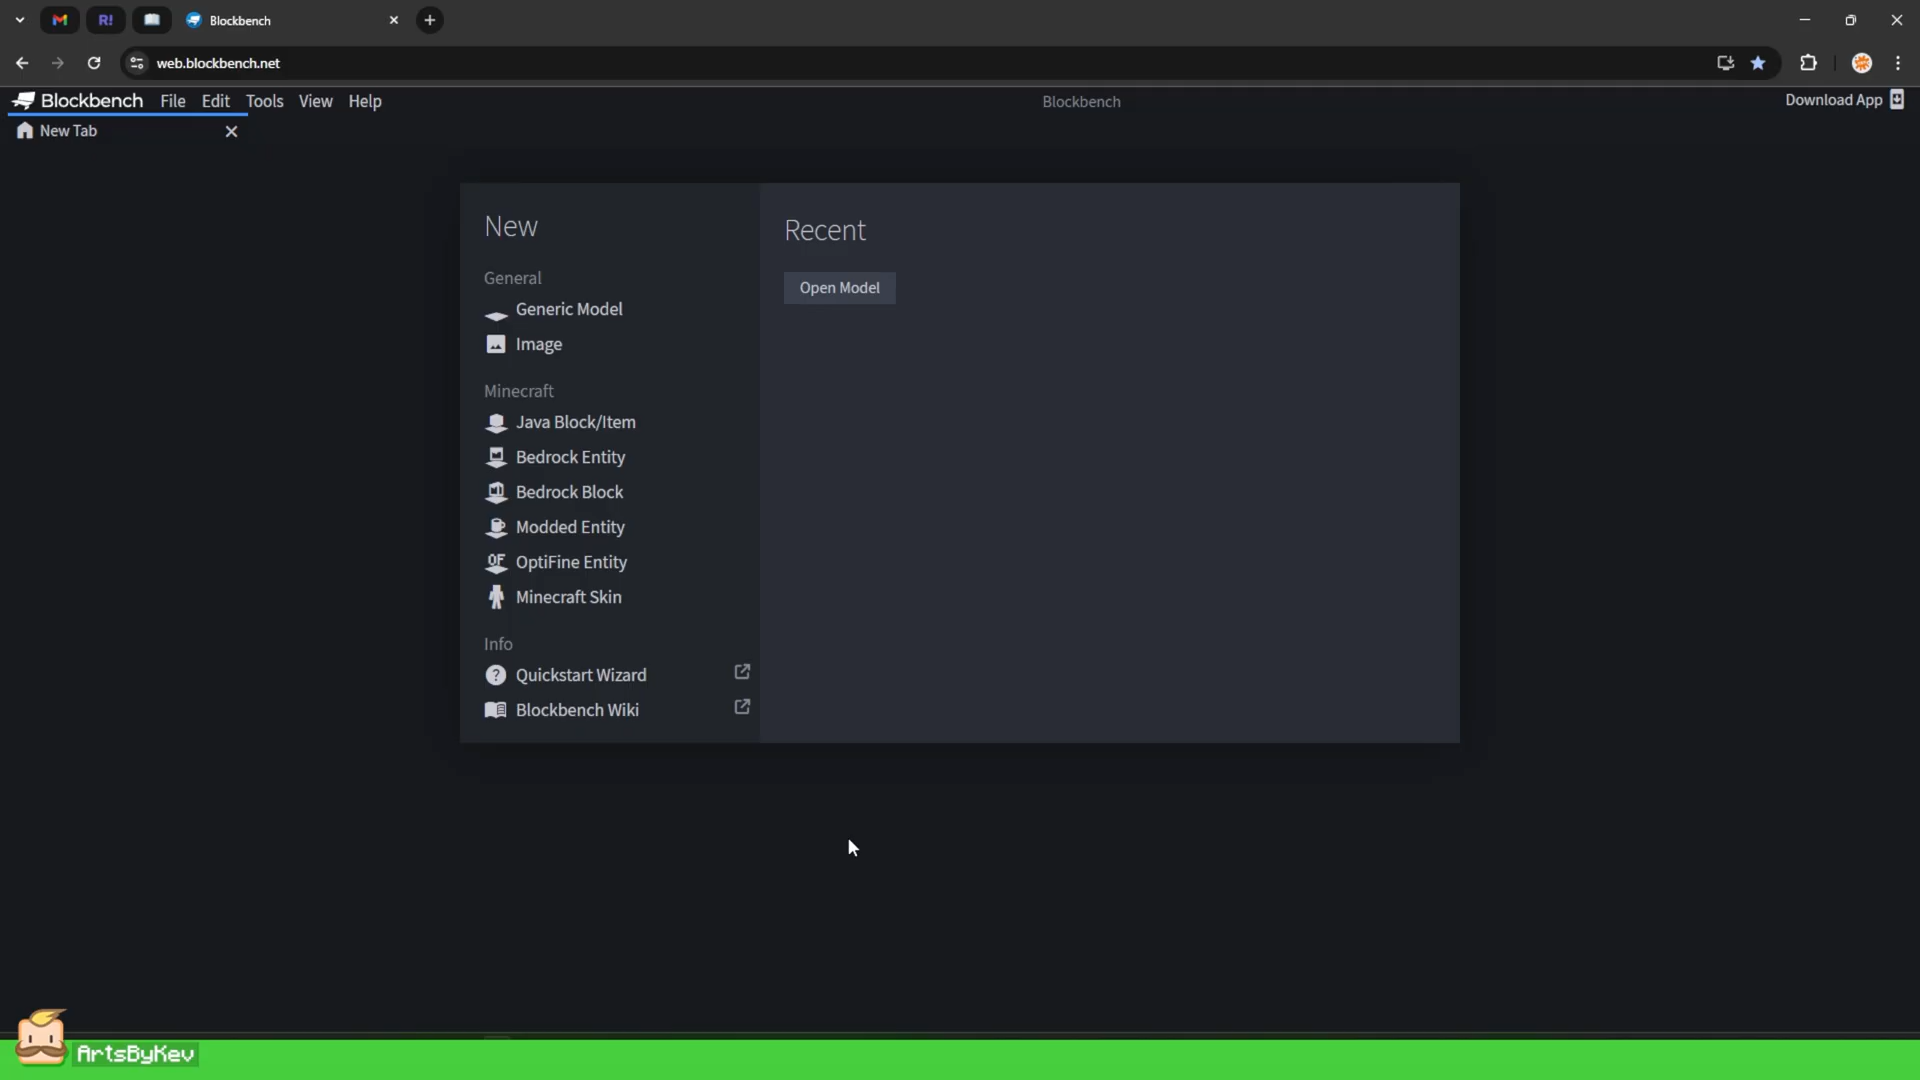 Blockbench
web.blockbench.net
Blockbench File Edit Tools View Help
Blockbench
Download App
New Tab
New
General
Generic Model
Image
Minecraft
Java Block/Item
Bedrock Entity
Bedrock Block
Modded Entity
OptiFine Entity
Minecraft Skin
Info
Quickstart Wizard
Blockbench Wiki
Recent
Open Model
ArtsByKev